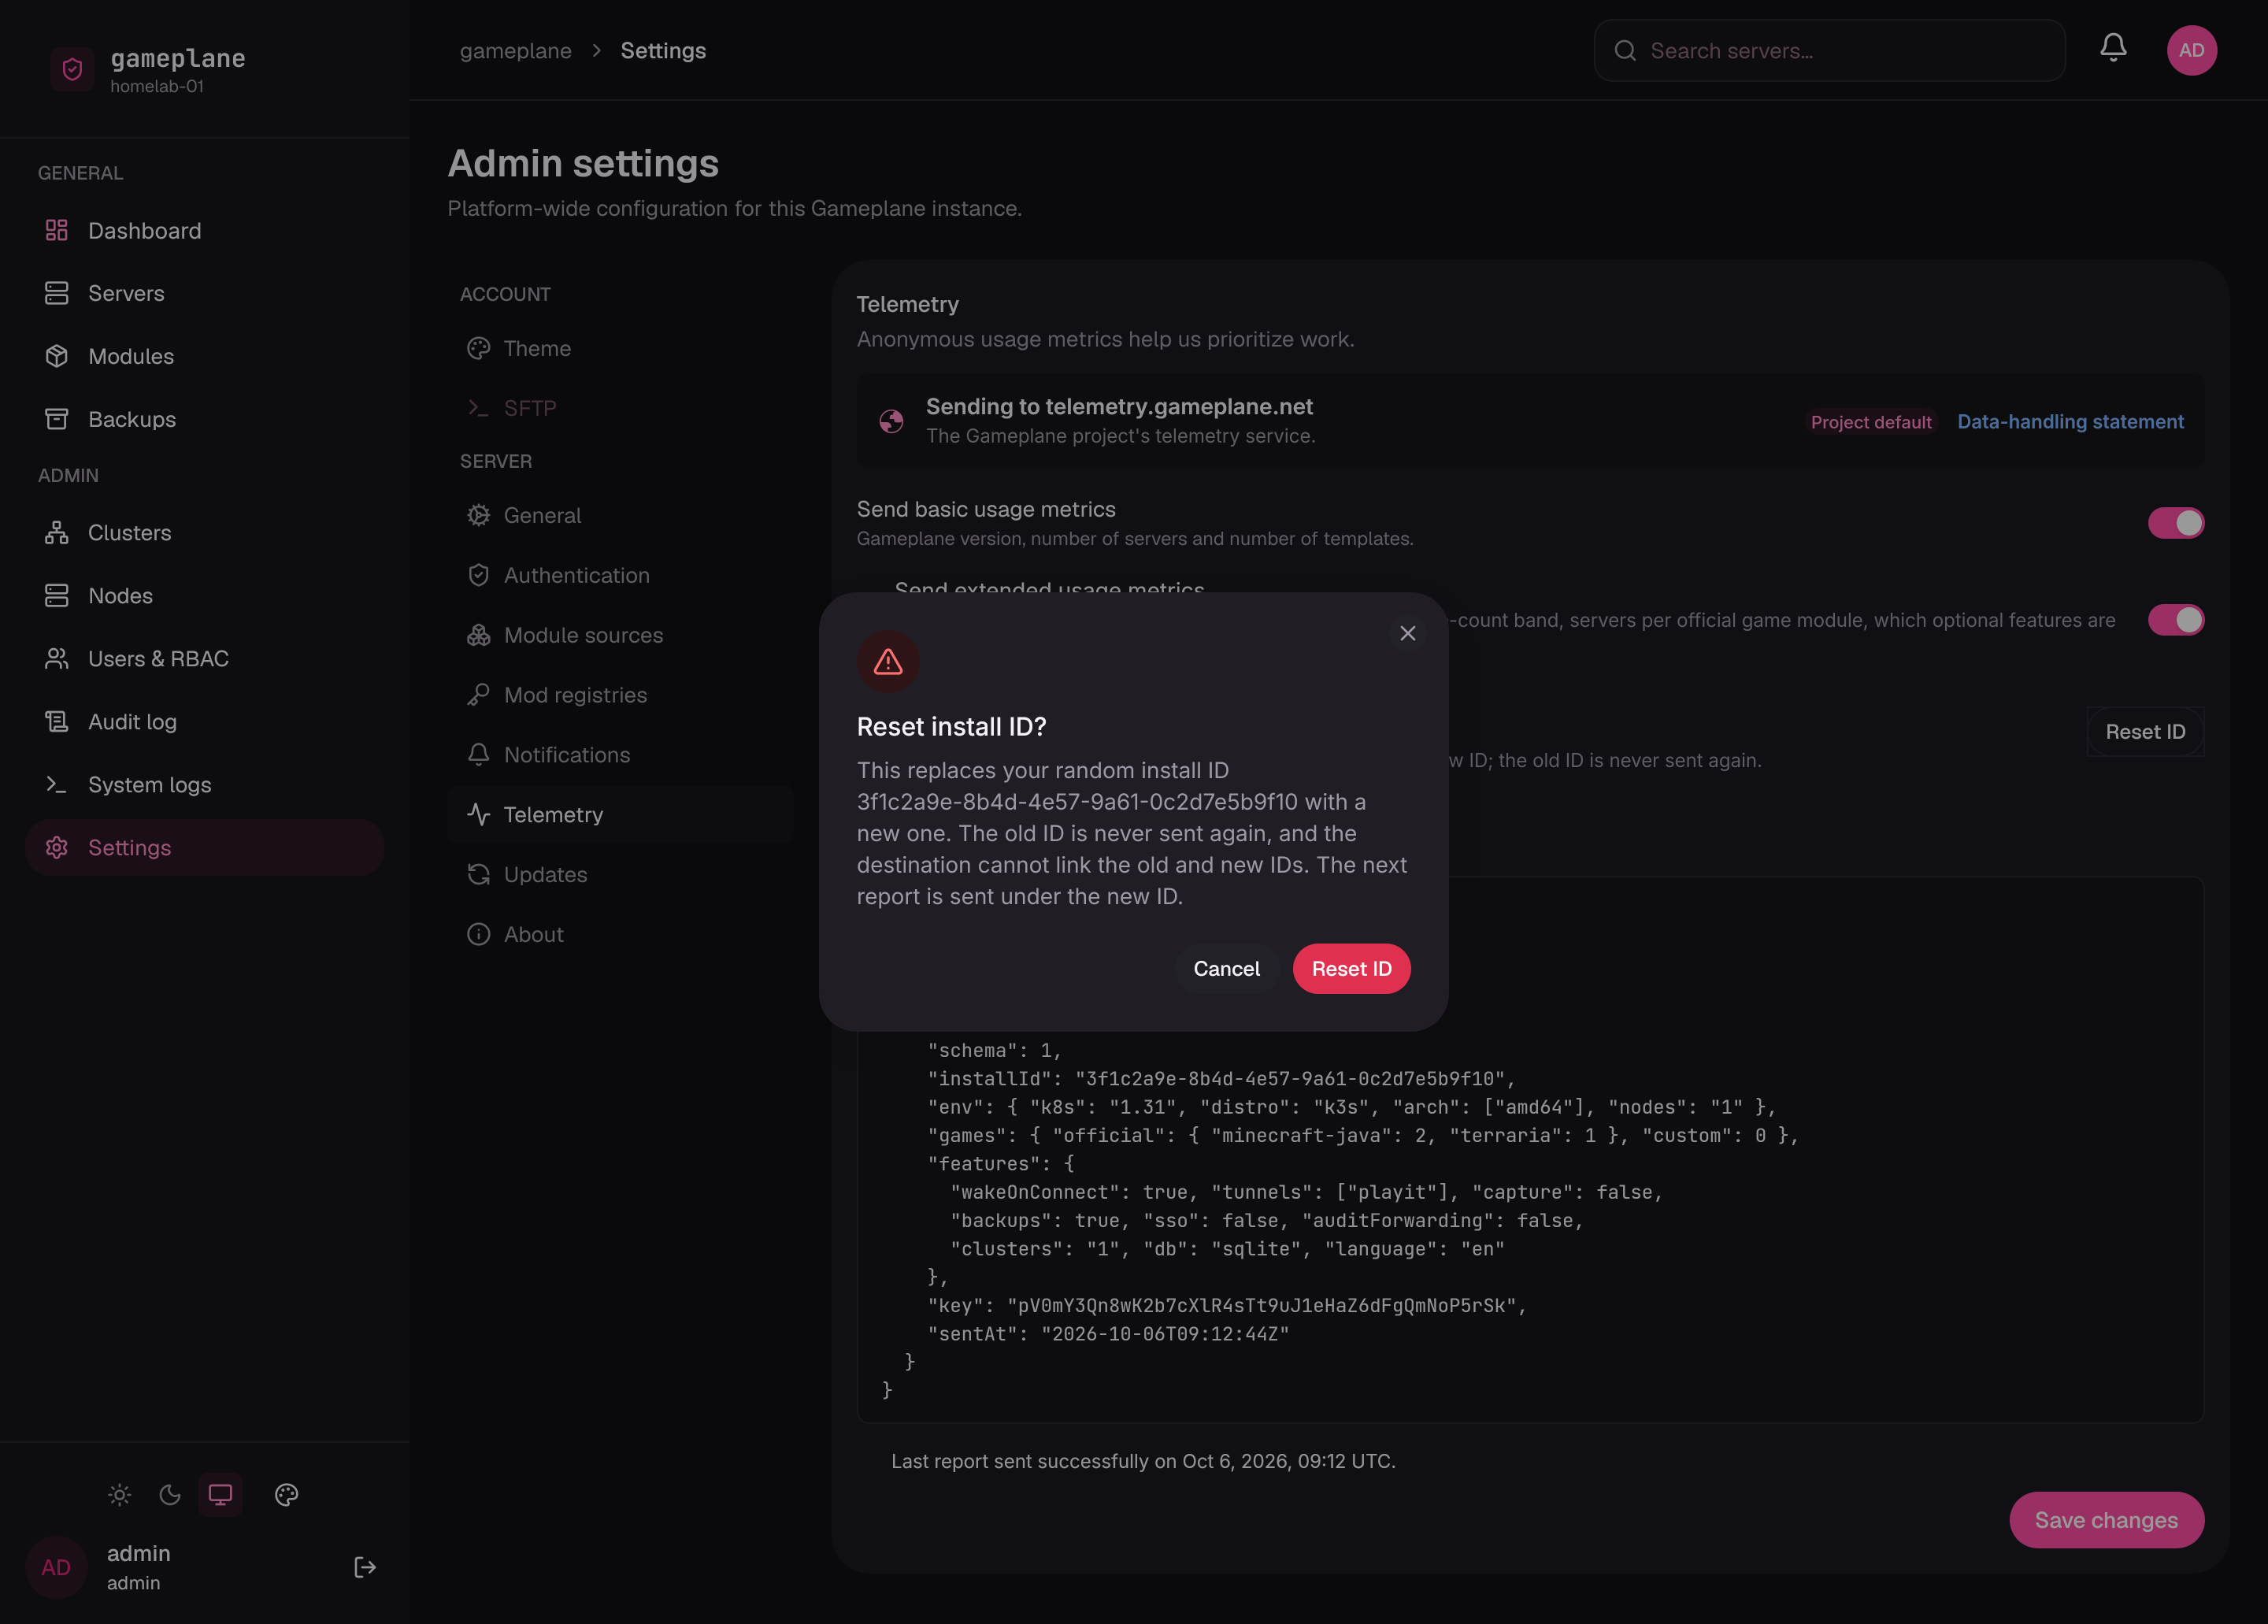 gameplane
homelab-01
GENERAL
Dashboard
Servers
Modules
Backups
ADMIN
Clusters
Nodes
Users & RBAC
Audit log
System logs
Settings
AD
admin
admin
gameplane > Settings
Search servers...
AD
Admin settings
Platform-wide configuration for this Gameplane instance.
ACCOUNT
Theme
SFTP
SERVER
General
Authentication
Module sources
Mod registries
Notifications
Telemetry
Updates
About
Telemetry
Anonymous usage metrics help us prioritize work.
Sending to telemetry.gameplane.net
The Gameplane project's telemetry service.
Project default
Data-handling statement
Send basic usage metrics
Gameplane version, number of servers and number of templates.
Send extended usage metrics
-count band, servers per official game module, which optional features are
Reset ID
w ID; the old ID is never sent again.
Reset install ID?
This replaces your random install ID
3f1c2a9e-8b4d-4e57-9a61-0c2d7e5b9f10 with a
new one. The old ID is never sent again, and the
destination cannot link the old and new IDs. The next
report is sent under the new ID.
Cancel
Reset ID
"schema": 1,
"installId": "3f1c2a9e-8b4d-4e57-9a61-0c2d7e5b9f10",
"env": { "k8s": "1.31", "distro": "k3s", "arch": ["amd64"], "nodes": "1" },
"games": { "official": { "minecraft-java": 2, "terraria": 1 }, "custom": 0 },
"features": {
"wakeOnConnect": true, "tunnels": ["playit"], "capture": false,
"backups": true, "sso": false, "auditForwarding": false,
"clusters": "1", "db": "sqlite", "language": "en"
},
"key": "pV0mY3Qn8wK2b7cXlR4sTt9uJ1eHaZ6dFgQmNoP5rSk",
"sentAt": "2026-10-06T09:12:44Z"
}
}
Last report sent successfully on Oct 6, 2026, 09:12 UTC.
Save changes